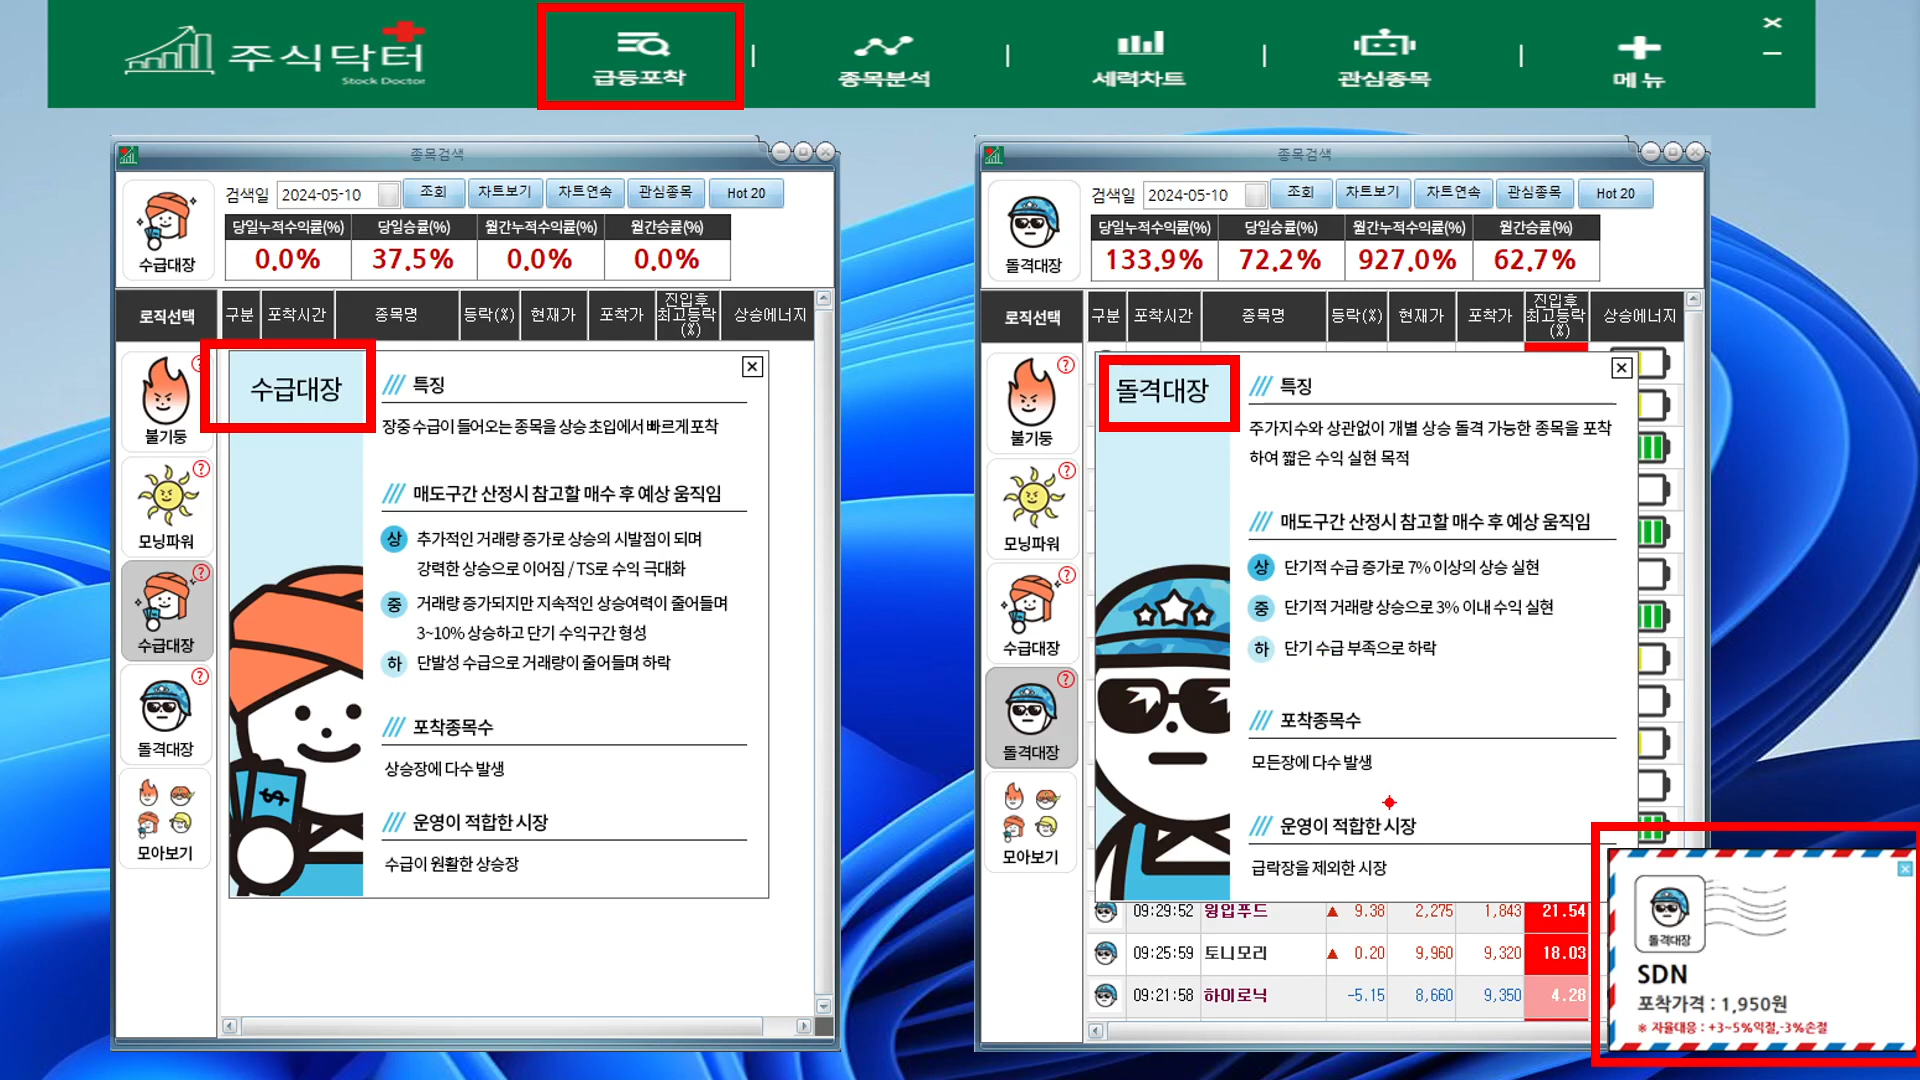 주식닥터
Stock Doctor
급등포착
종목분석
세력차트
관심종목
메뉴
종목검색
수급대장
검색일 2024-05-10 조회 차트보기 차트연속 관심종목 Hot 20
당일누적수익률(%) 당일승률(%) 월간누적수익률(%) 월간승률(%)
0.0% 37.5% 0.0% 0.0%
로직선택 구분 포착시간 종목명 등락(%) 현재가 포착가 진입후 최고등락 (%) 상승에너지
불기둥
모닝파워
수급대장
돌격대장
모아보기
수급대장
특징
장중 수급이 들어오는 종목을 상승 초입에서 빠르게 포착
매도구간 산정시 참고할 매수 후 예상 움직임
상 추가적인 거래량 증가로 상승의 시발점이 되며
강력한 상승으로 이어짐 / TS로 수익 극대화
중 거래량 증가되지만 지속적인 상승여력이 줄어들며
3~10% 상승하고 단기 수익구간 형성
하 단발성 수급으로 거래량이 줄어들며 하락
포착종목수
상승장에 다수 발생
운영이 적합한 시장
수급이 원활한 상승장
종목검색
돌격대장
검색일 2024-05-10 조회 차트보기 차트연속 관심종목 Hot 20
당일누적수익률(%) 당일승률(%) 월간누적수익률(%) 월간승률(%)
133.9% 72.2% 927.0% 62.7%
로직선택 구분 포착시간 종목명 등락(%) 현재가 포착가 진입후 최고등락 (%) 상승에너지
불기둥
모닝파워
수급대장
돌격대장
모아보기
돌격대장
특징
주가지수와 상관없이 개별 상승 돌격 가능한 종목을 포착
하여 짧은 수익 실현 목적
매도구간 산정시 참고할 매수 후 예상 움직임
상 단기적 수급 증가로 7% 이상의 상승 실현
중 단기적 거래량 상승으로 3% 이내 수익 실현
하 단기 수급 부족으로 하락
포착종목수
모든장에 다수 발생
운영이 적합한 시장
급락장을 제외한 시장
09:29:52 윙입푸드 ▲ 9.38 2,275 1,843 21.54
09:25:59 토니모리 ▲ 0.20 9,960 9,320 18.03
09:21:58 하이로닉 -5.15 8,660 9,350 4.28
돌격대장
SDN
포착가격 : 1,950원
※ 자율대응 : +3~5%익절,-3%손절